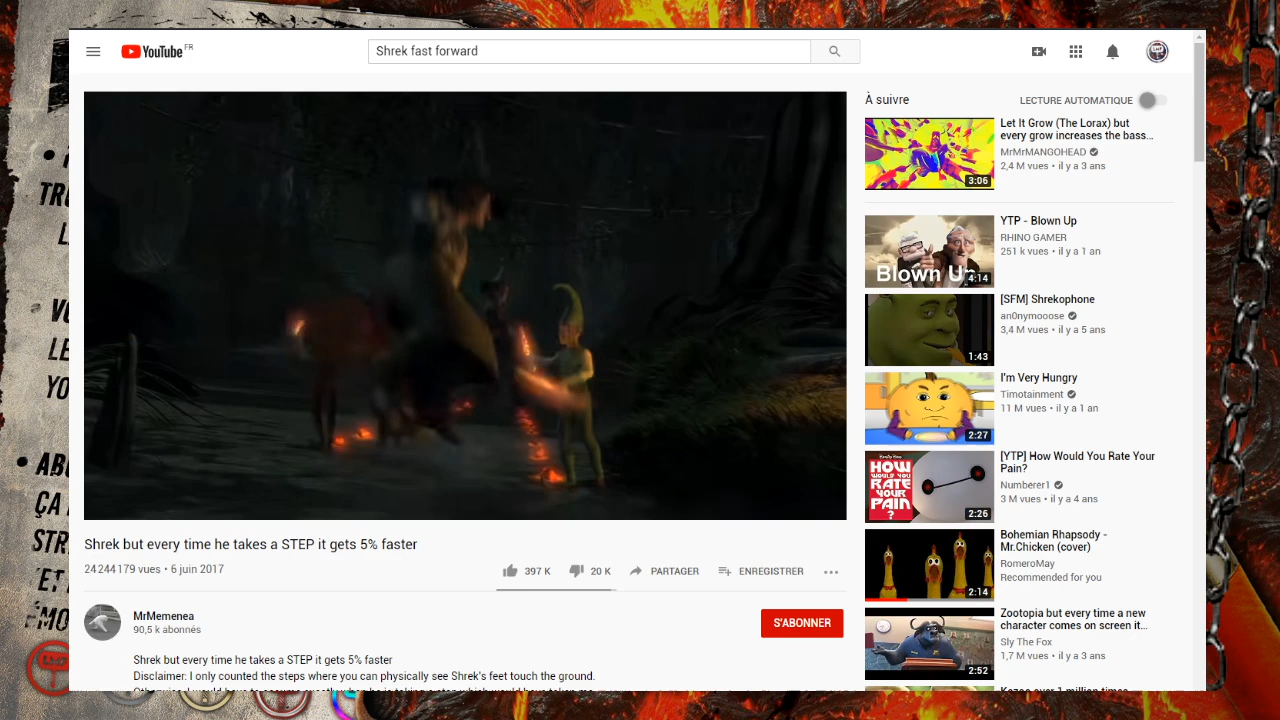 YouTube FR
Shrek fast forward
À suivre
LECTURE AUTOMATIQUE
Let It Grow (The Lorax) but
every grow increases the bass…
MrMrMANGOHEAD
2,4 M vues • il y a 3 ans
3:06
YTP - Blown Up
RHINO GAMER
251 k vues • il y a 1 an
Blown Up
4:14
[SFM] Shrekophone
an0nymooose
3,4 M vues • il y a 5 ans
1:43
I'm Very Hungry
Timotainment
11 M vues • il y a 1 an
2:27
[YTP] How Would You Rate Your
Pain?
Numberer1
3 M vues • il y a 4 ans
HOW
WOULD YOU
RATE
YOUR
PAIN
?
2:26
Bohemian Rhapsody -
Mr.Chicken (cover)
RomeroMay
Recommended for you
2:14
Zootopia but every time a new
character comes on screen it…
Sly The Fox
1,7 M vues • il y a 3 ans
2:52
Shrek but every time he takes a STEP it gets 5% faster
24 244 179 vues • 6 juin 2017
397 K
20 K
PARTAGER
ENREGISTRER
MrMemenea
90,5 k abonnés
S'ABONNER
Shrek but every time he takes a STEP it gets 5% faster
Disclaimer: I only counted the steps where you can physically see Shrek's feet touch the ground.